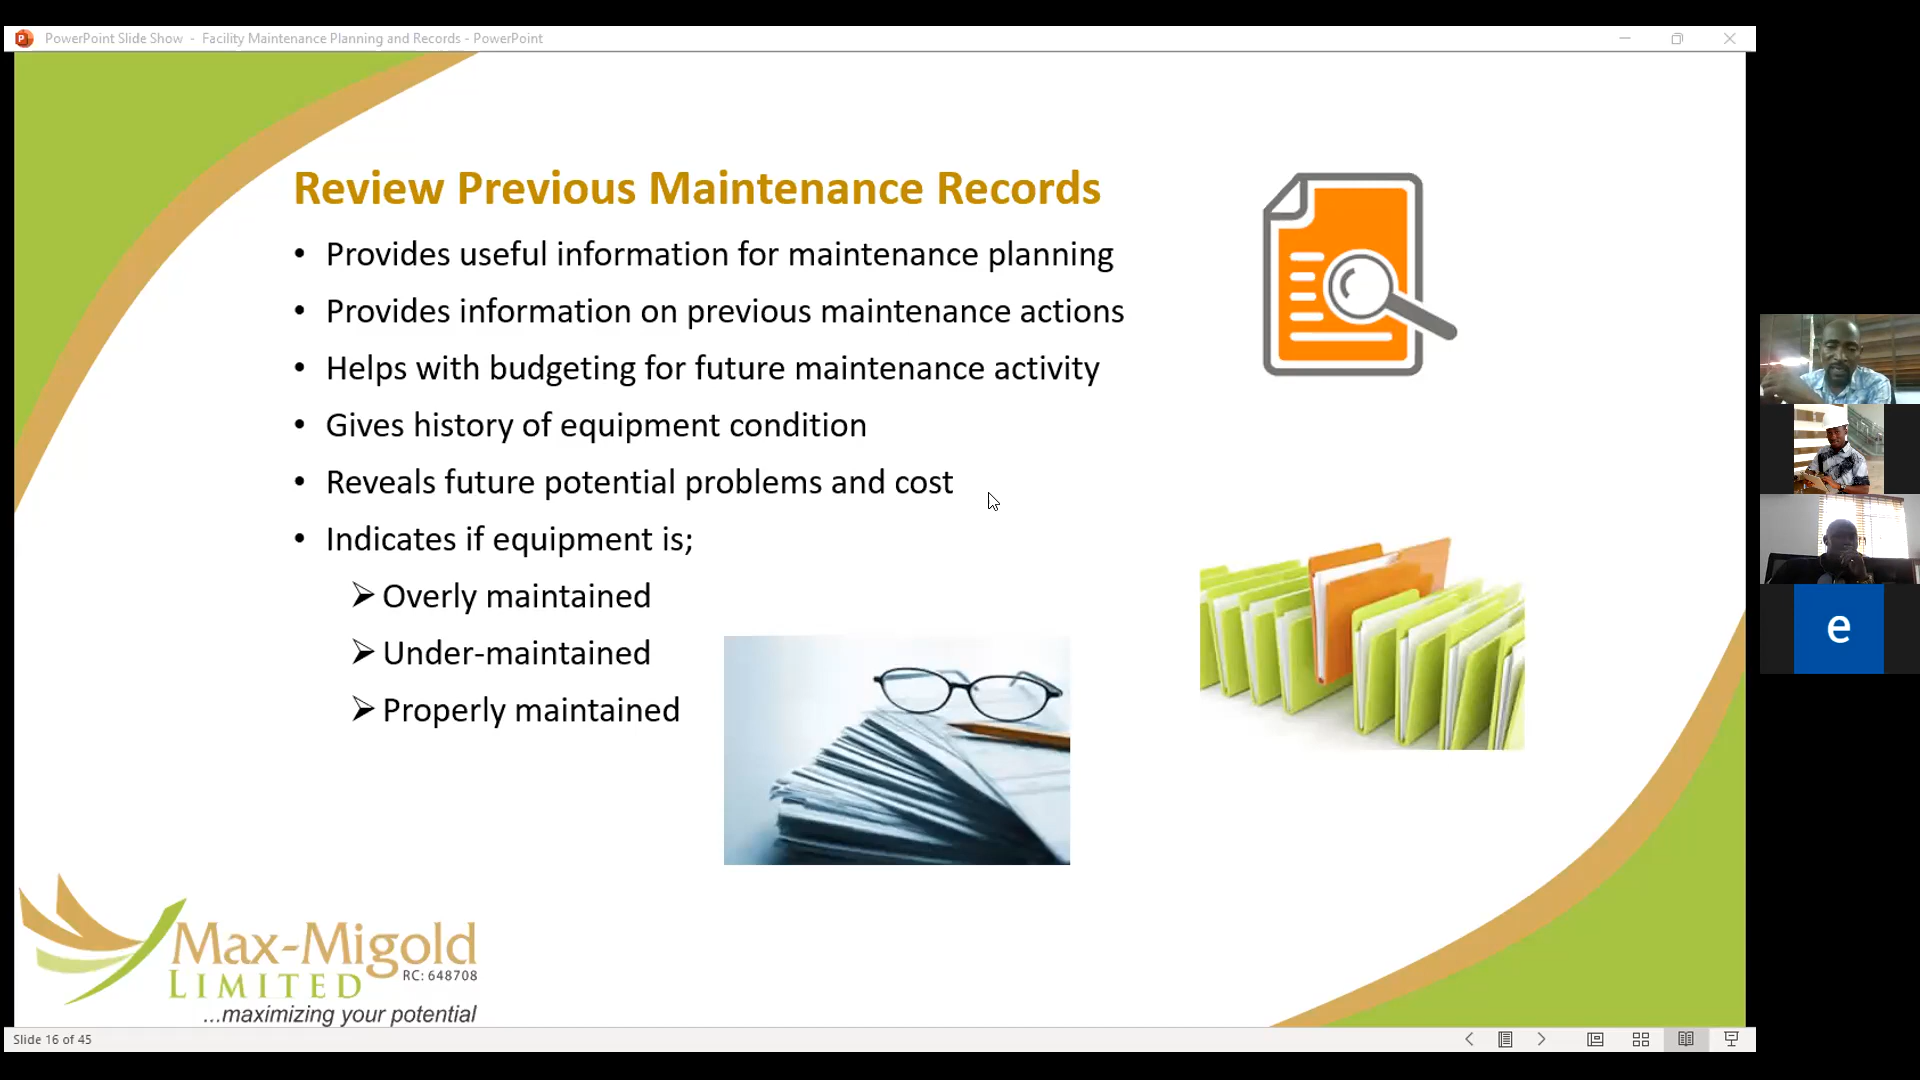 PowerPoint Slide Show - Facility Maintenance Planning and Records - PowerPoint
Review Previous Maintenance Records
• Provides useful information for maintenance planning
• Provides information on previous maintenance actions
• Helps with budgeting for future maintenance activity
• Gives history of equipment condition
• Reveals future potential problems and cost
• Indicates if equipment is;
➢ Overly maintained
➢ Under-maintained
➢ Properly maintained
e
Max-Migold
LIMITED RC: 648708
...maximizing your potential
Slide 16 of 45